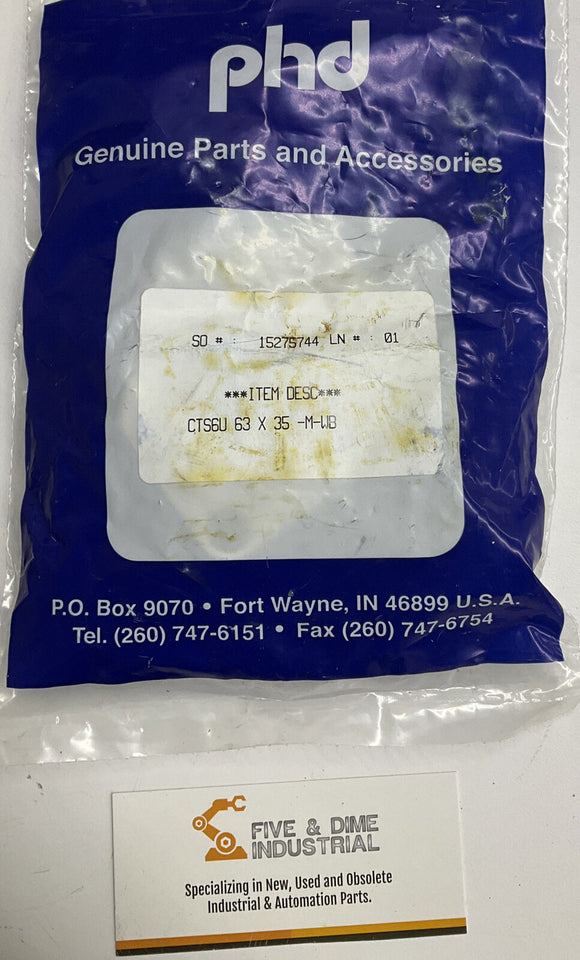 phd
Genuine Parts and Accessories
SO # : 15275744 LN # : 01
***ITEM DESC***
CTS6U 63 X 35 -M-WB
P.O. Box 9070 • Fort Wayne, IN 46899 U.S.A.
Tel. (260) 747-6151 • Fax (260) 747-6754
FIVE & DIME
INDUSTRIAL
Specializing in New, Used and Obsolete
Industrial & Automation Parts.